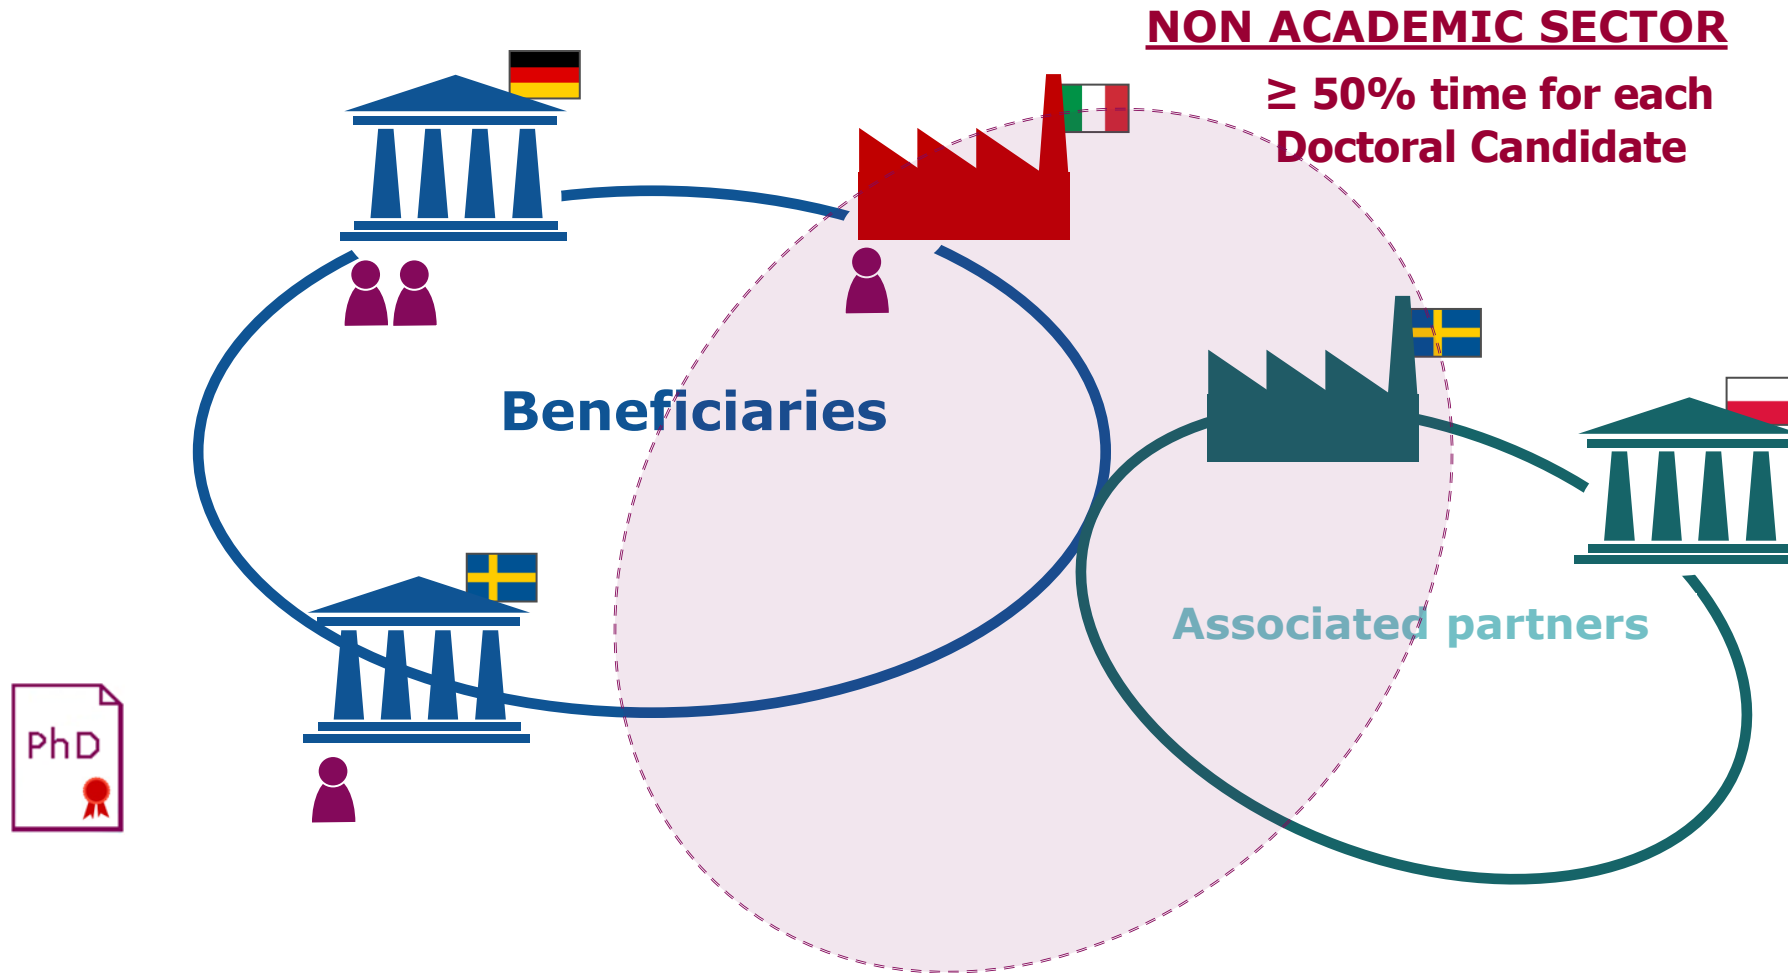 NON ACADEMIC SECTOR
≥ 50% time for each
Doctoral Candidate
Beneficiaries
Associated partners
PhD